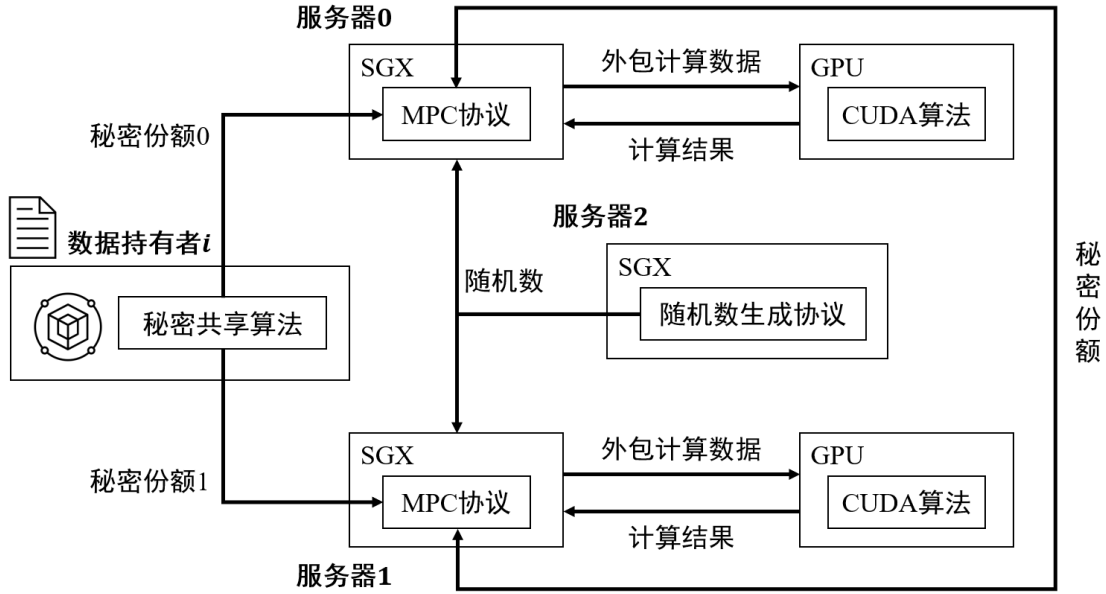 服务器0
SGX
MPC协议
外包计算数据
计算结果
GPU
CUDA算法
秘密份额0
数据持有者i
秘密共享算法
服务器2
SGX
随机数生成协议
随机数
秘密份额
秘密份额1
SGX
MPC协议
外包计算数据
计算结果
GPU
CUDA算法
服务器1